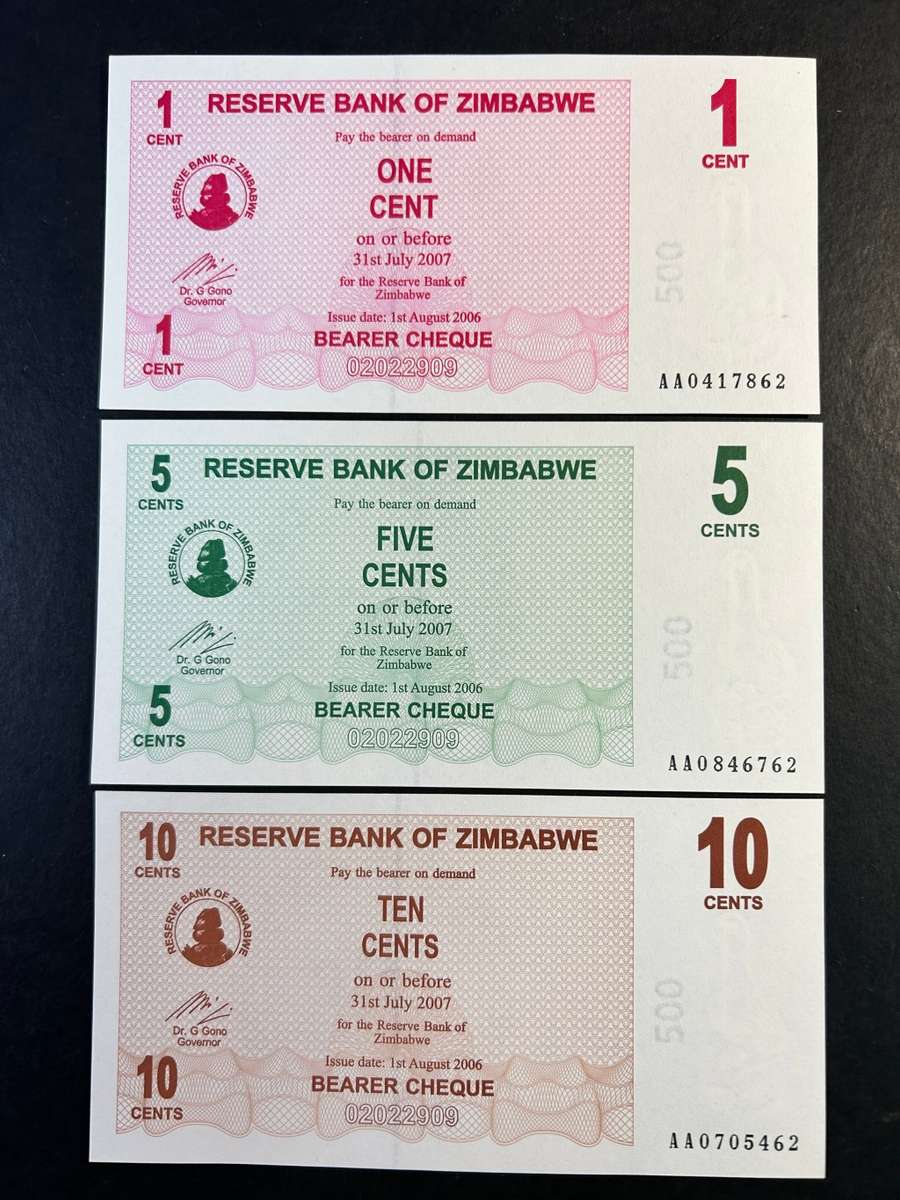 1
CENT
RESERVE BANK OF ZIMBABWE
1
CENT
Pay the bearer on demand
RESERVE BANK OF ZIMBABWE
ONE
CENT
on or before
31st July 2007
Dr. G Gono
Governor
for the Reserve Bank of
Zimbabwe
500
Issue date: 1st August 2006
1
CENT
BEARER CHEQUE
02022909
AA0417862
5
CENTS
RESERVE BANK OF ZIMBABWE
5
CENTS
Pay the bearer on demand
RESERVE BANK OF ZIMBABWE
FIVE
CENTS
on or before
31st July 2007
Dr. G Gono
Governor
for the Reserve Bank of
Zimbabwe
500
Issue date: 1st August 2006
5
CENTS
BEARER CHEQUE
02022909
AA0846762
10
CENTS
RESERVE BANK OF ZIMBABWE
10
CENTS
Pay the bearer on demand
RESERVE BANK OF ZIMBABWE
TEN
CENTS
on or before
31st July 2007
Dr. G Gono
Governor
for the Reserve Bank of
Zimbabwe
500
Issue date: 1st August 2006
10
CENTS
BEARER CHEQUE
02022909
AA0705462